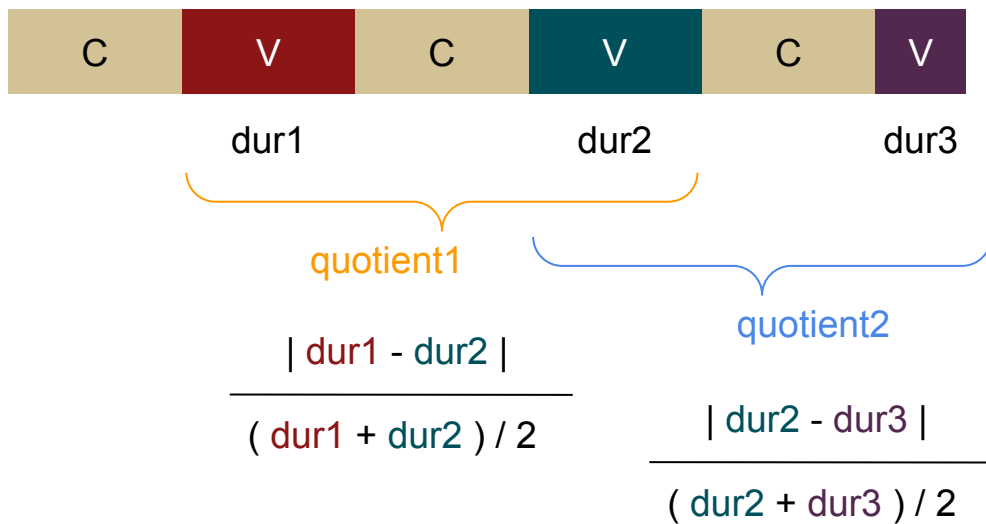 C V C V C V
dur1 dur2 dur3
quotient1
quotient2
| dur1 - dur2 |
( dur1 + dur2 ) / 2
| dur2 - dur3 |
( dur2 + dur3 ) / 2